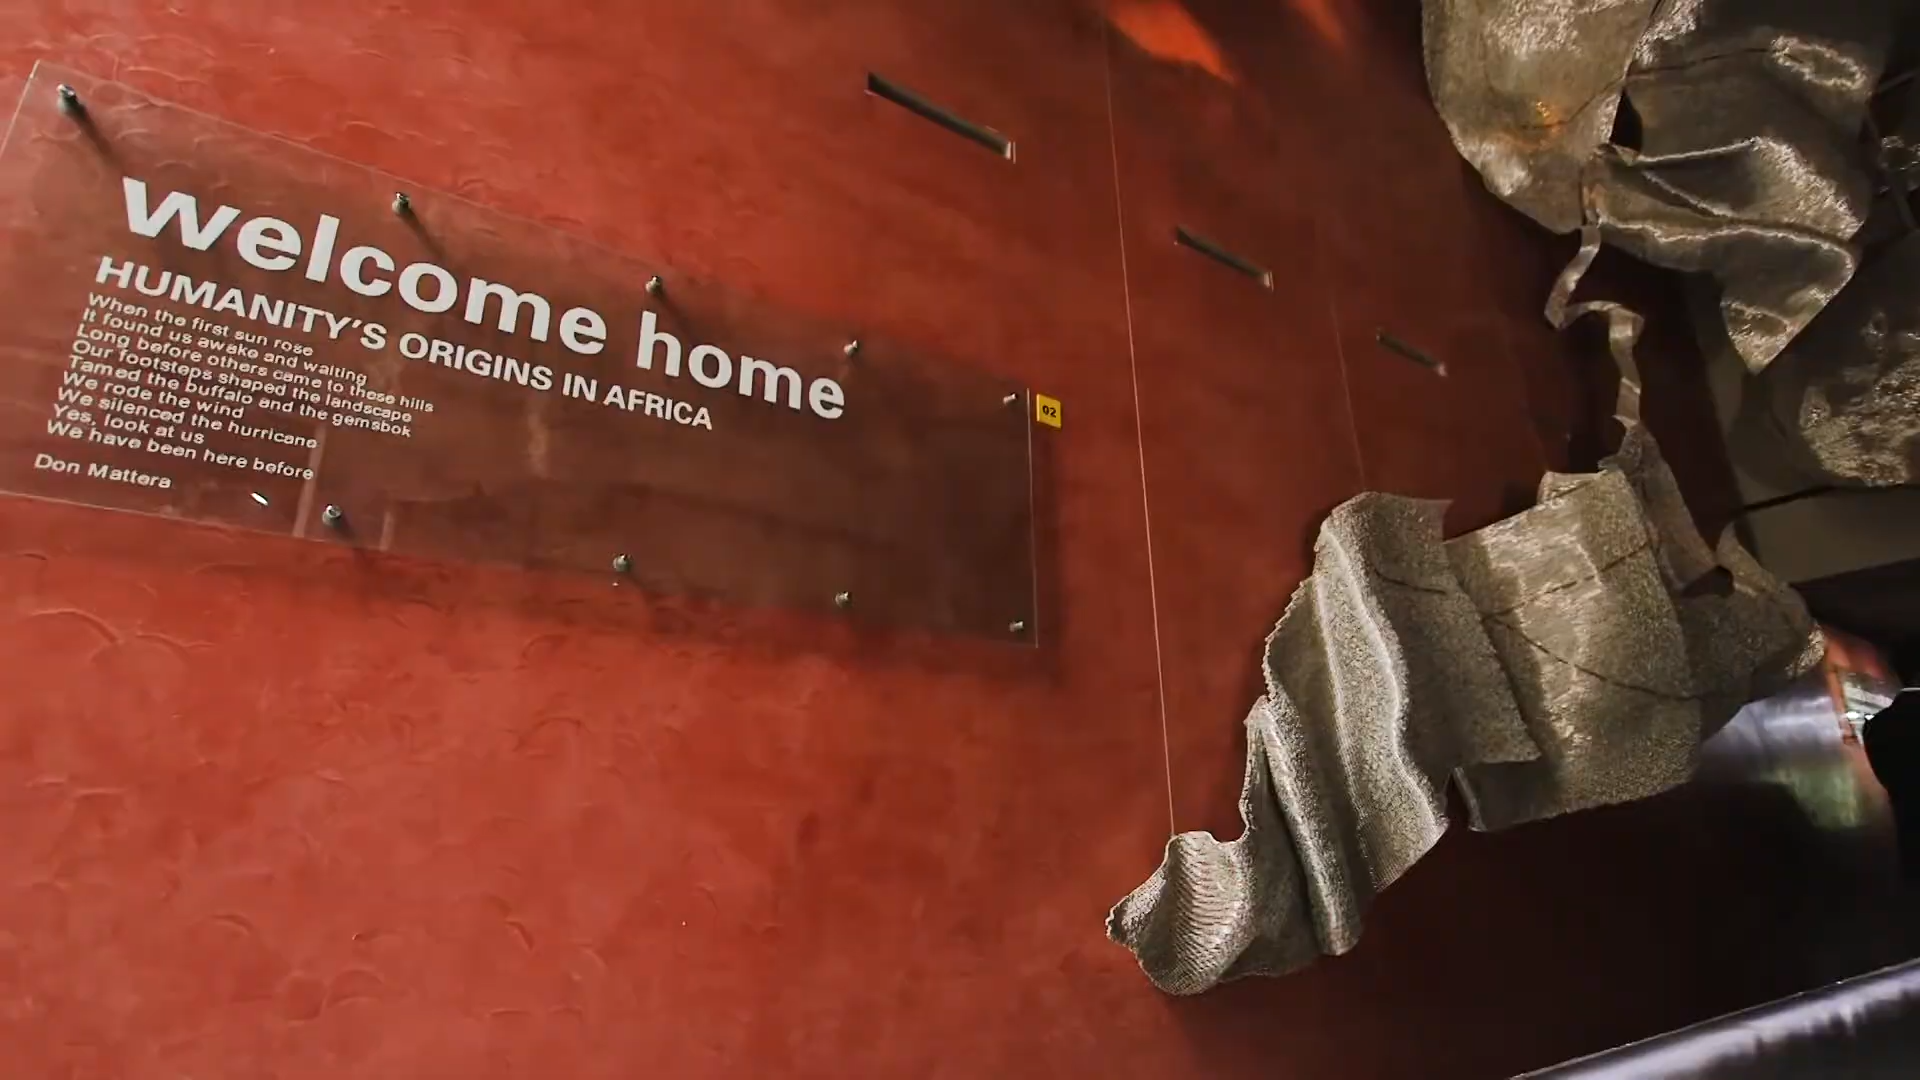 welcome home
HUMANITY'S ORIGINS IN AFRICA
When the first sun rose
It found us awake and waiting
Long before others came to these hills
Our footsteps shaped the landscape
Tamed the buffalo and the gemsbok
We rode the wind
We silenced the hurricane
Yes, look at us
We have been here before
Don Mattera
02